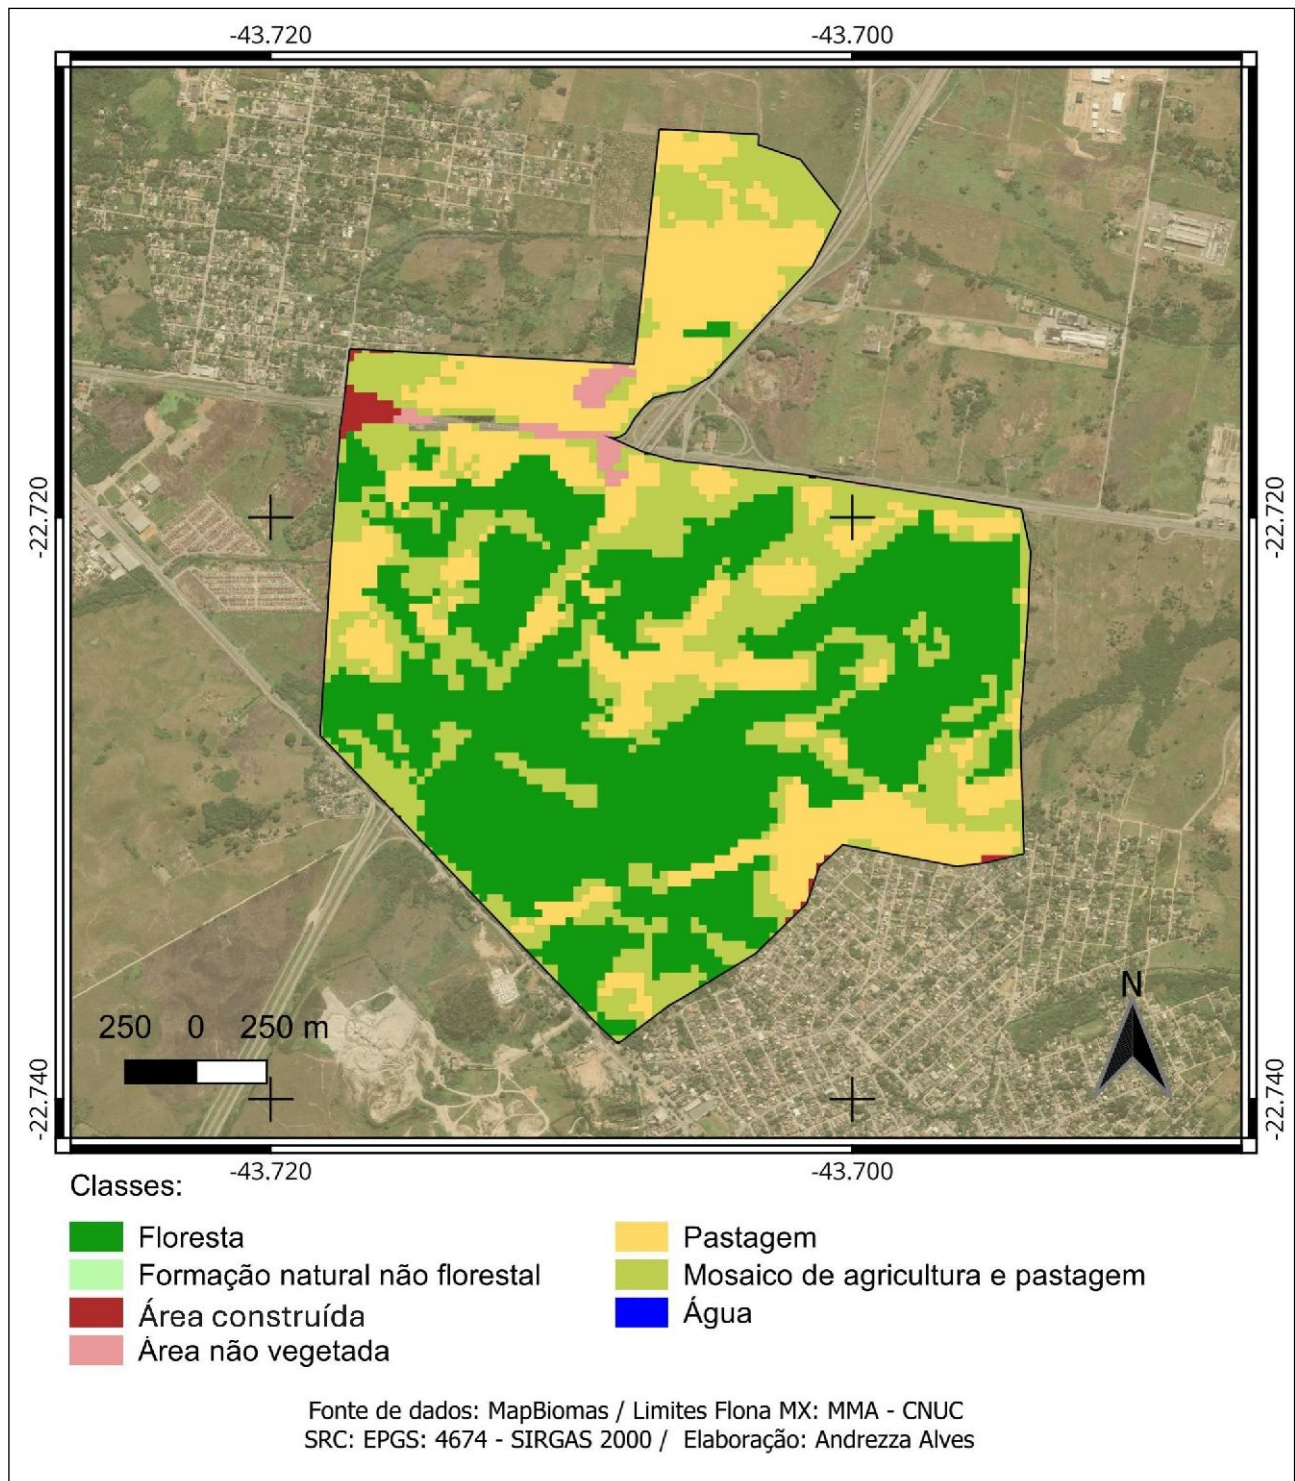 -43.720 -43.700
-22.720 -22.720
N
250 0 250 m
-22.740 -22.740
-43.720 -43.700
Classes:
Floresta
Formação natural não florestal
Área construída
Área não vegetada
Pastagem
Mosaico de agricultura e pastagem
Água
Fonte de dados: MapBiomas / Limites Flona MX: MMA - CNUC
SRC: EPGS: 4674 - SIRGAS 2000 / Elaboração: Andrezza Alves